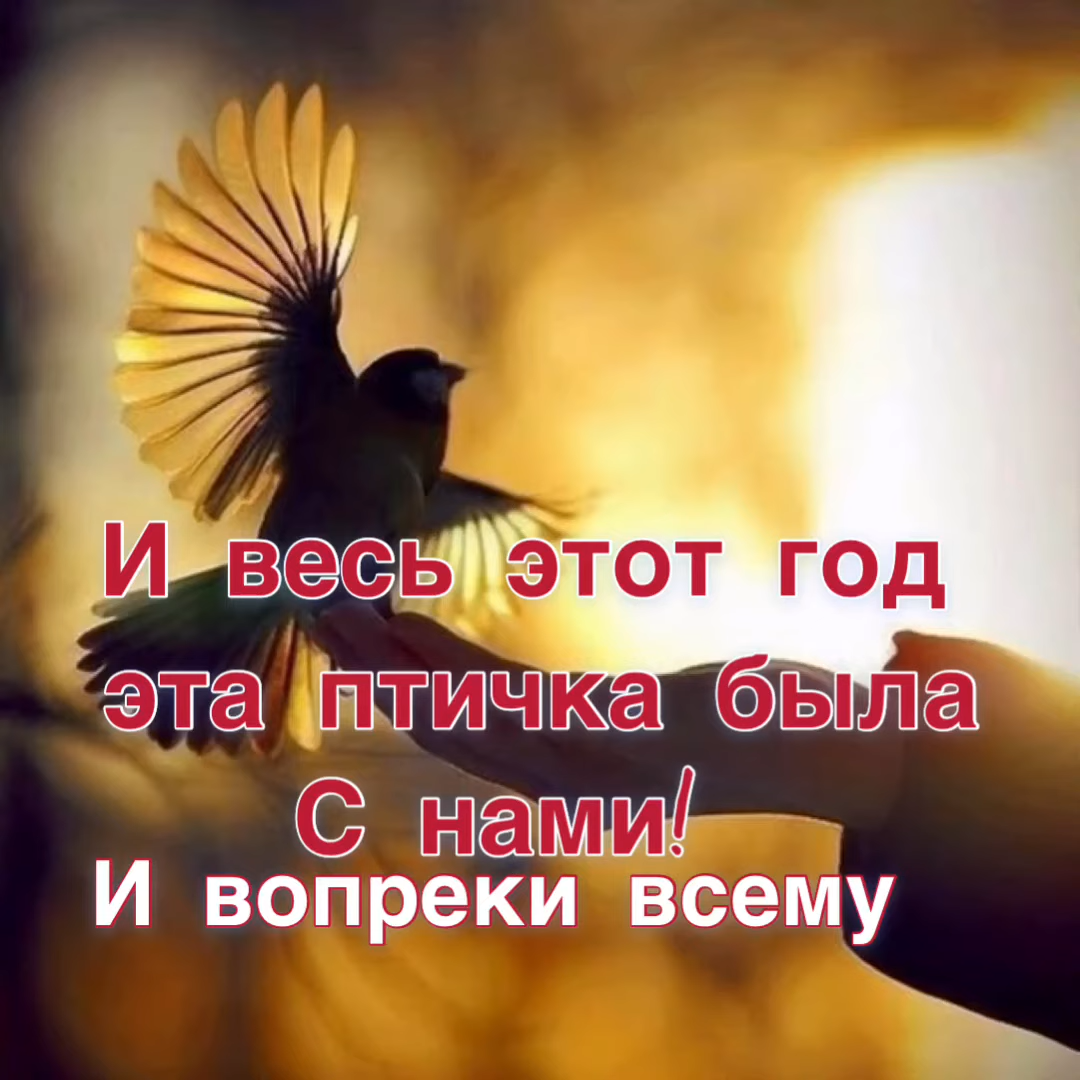 И весь этот год
эта птичка была
С нами!
И вопреки всему